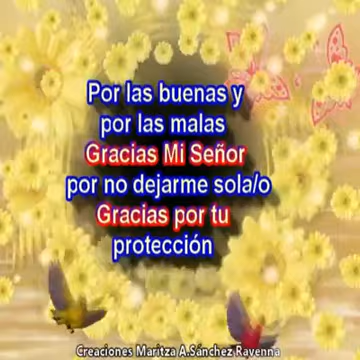 Por las buenas y
por las malas
Gracias Mi Señor
por no dejarme sola/o
Gracias por tu
protección
Creaciones Maritza A.Sánchez Ravenna